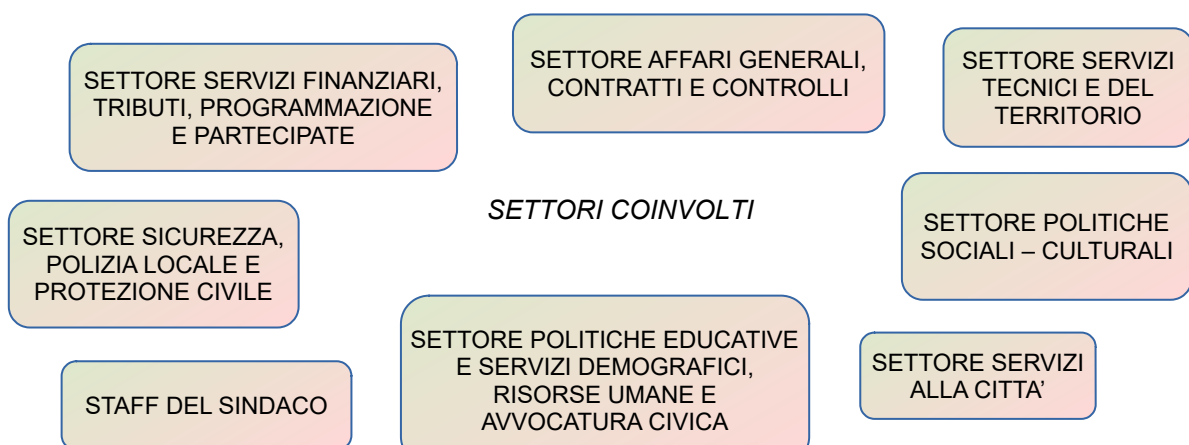 SETTORE SERVIZI FINANZIARI,
TRIBUTI, PROGRAMMAZIONE
E PARTECIPATE
SETTORE AFFARI GENERALI,
CONTRATTI E CONTROLLI
SETTORE SERVIZI
TECNICI E DEL
TERRITORIO
SETTORI COINVOLTI
SETTORE SICUREZZA,
POLIZIA LOCALE E
PROTEZIONE CIVILE
SETTORE POLITICHE
SOCIALI – CULTURALI
STAFF DEL SINDACO
SETTORE POLITICHE EDUCATIVE
E SERVIZI DEMOGRAFICI,
RISORSE UMANE E
AVVOCATURA CIVICA
SETTORE SERVIZI
ALLA CITTA’